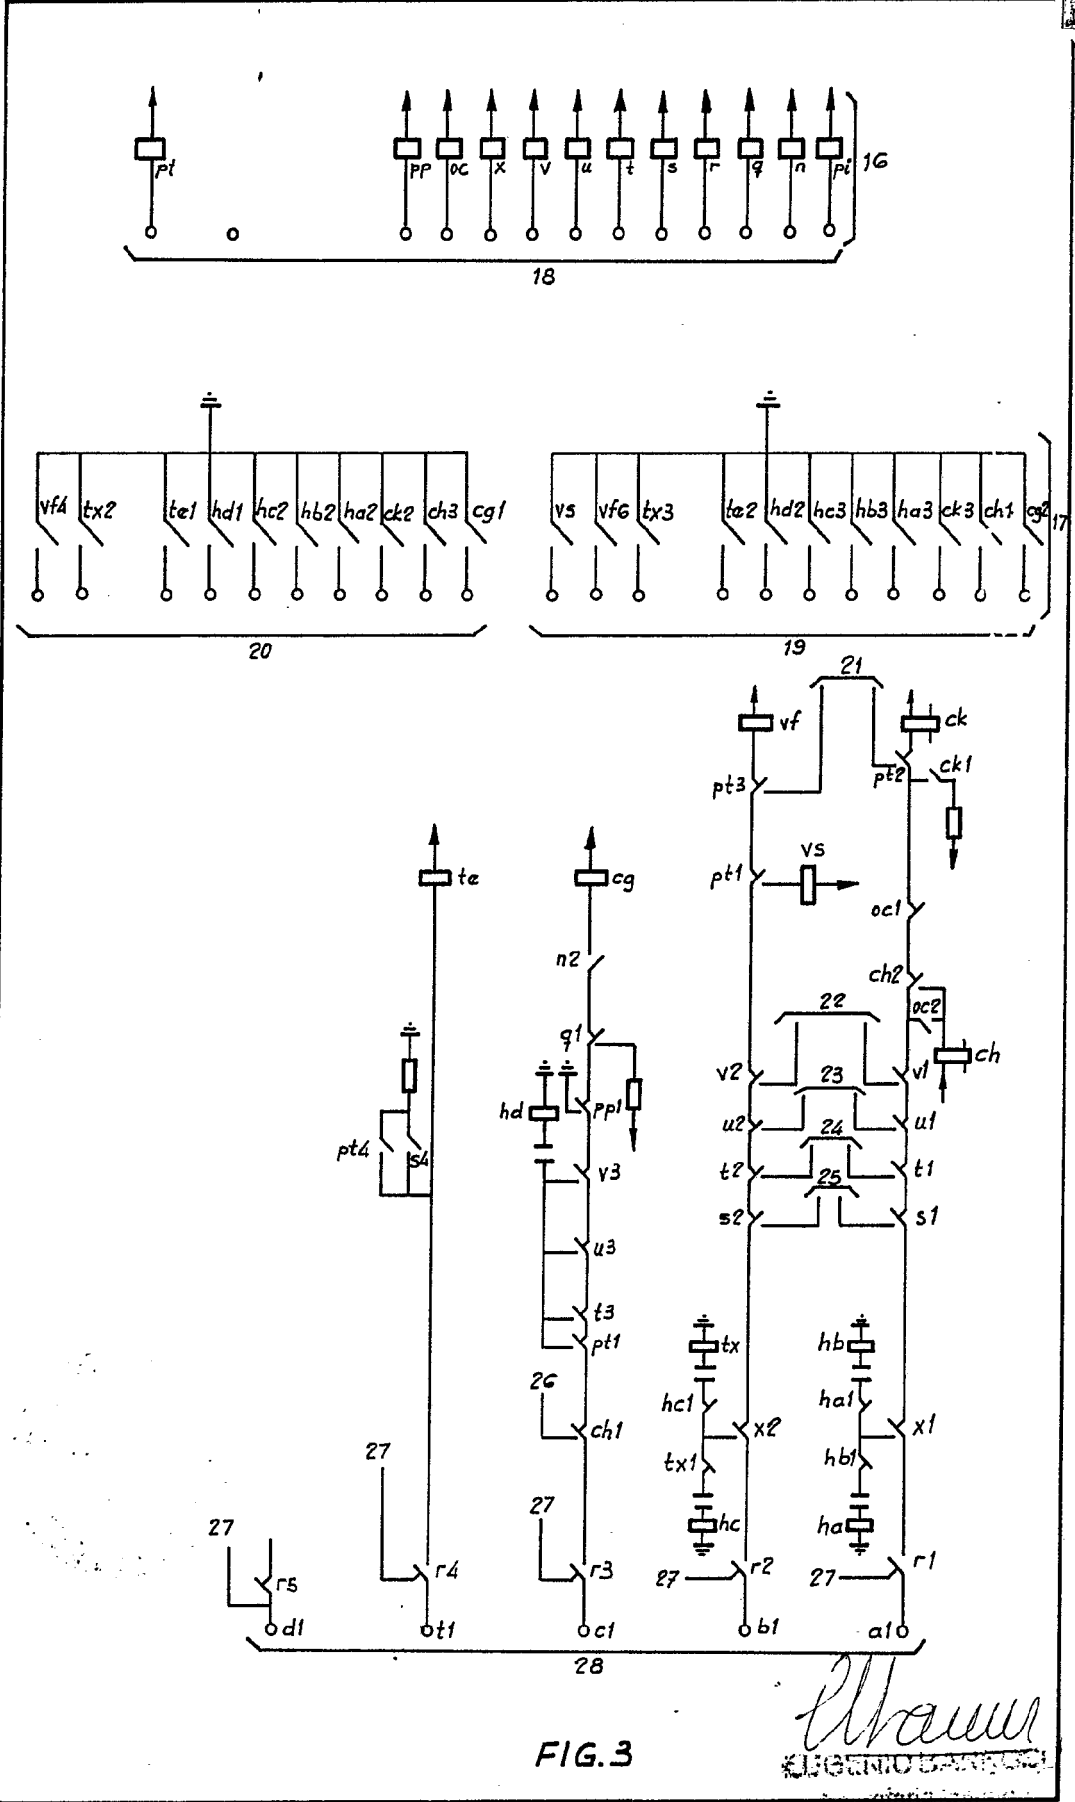 pt pp oc x v u t s r q n pi 16
18
vf4 tx2 te1 hd1 hc2 hb2 ha2 ck2 ch3 cg1 vs vf6 tx3 te2 hd2 hc3 hb3 ha3 ck3 ch1 cg2 17
20 19
21
vf ck
pt3 pt2 ck1
vs
te cg pt1
oc1
n2
ch2
22 oc2
q1 ch
v2 23 v1
hd pp1
u2 24 u1
pt4 s4
v3 t2 25 t1
s2 s1
u3
t3
pt1 tx hb
26
hc1 ha1
ch1 x2 x1
27 tx1 hb1
27 27 hc ha
r5 r4 r3 27 r2 27 r1
d1 t1 c1 b1 a1
28
FIG.3
EUGENIO